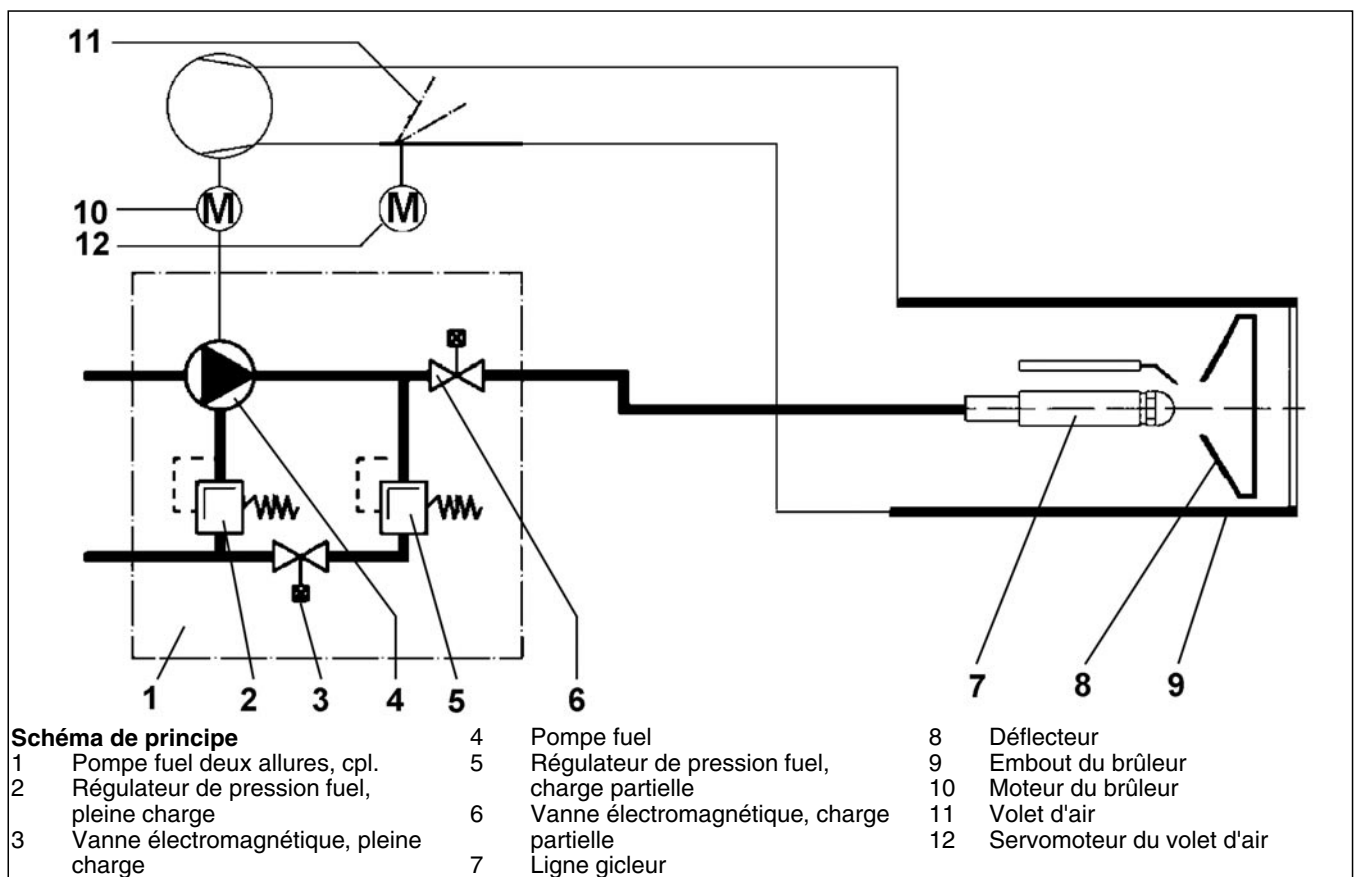 11
10
M
M
12
1
2
3
4
5
6
7
8
9
Schéma de principe
1 Pompe fuel deux allures, cpl.
2 Régulateur de pression fuel,
pleine charge
3 Vanne électromagnétique, pleine
charge
4 Pompe fuel
5 Régulateur de pression fuel,
charge partielle
6 Vanne électromagnétique, charge
partielle
7 Ligne gicleur
8 Déflecteur
9 Embout du brûleur
10 Moteur du brûleur
11 Volet d'air
12 Servomoteur du volet d'air